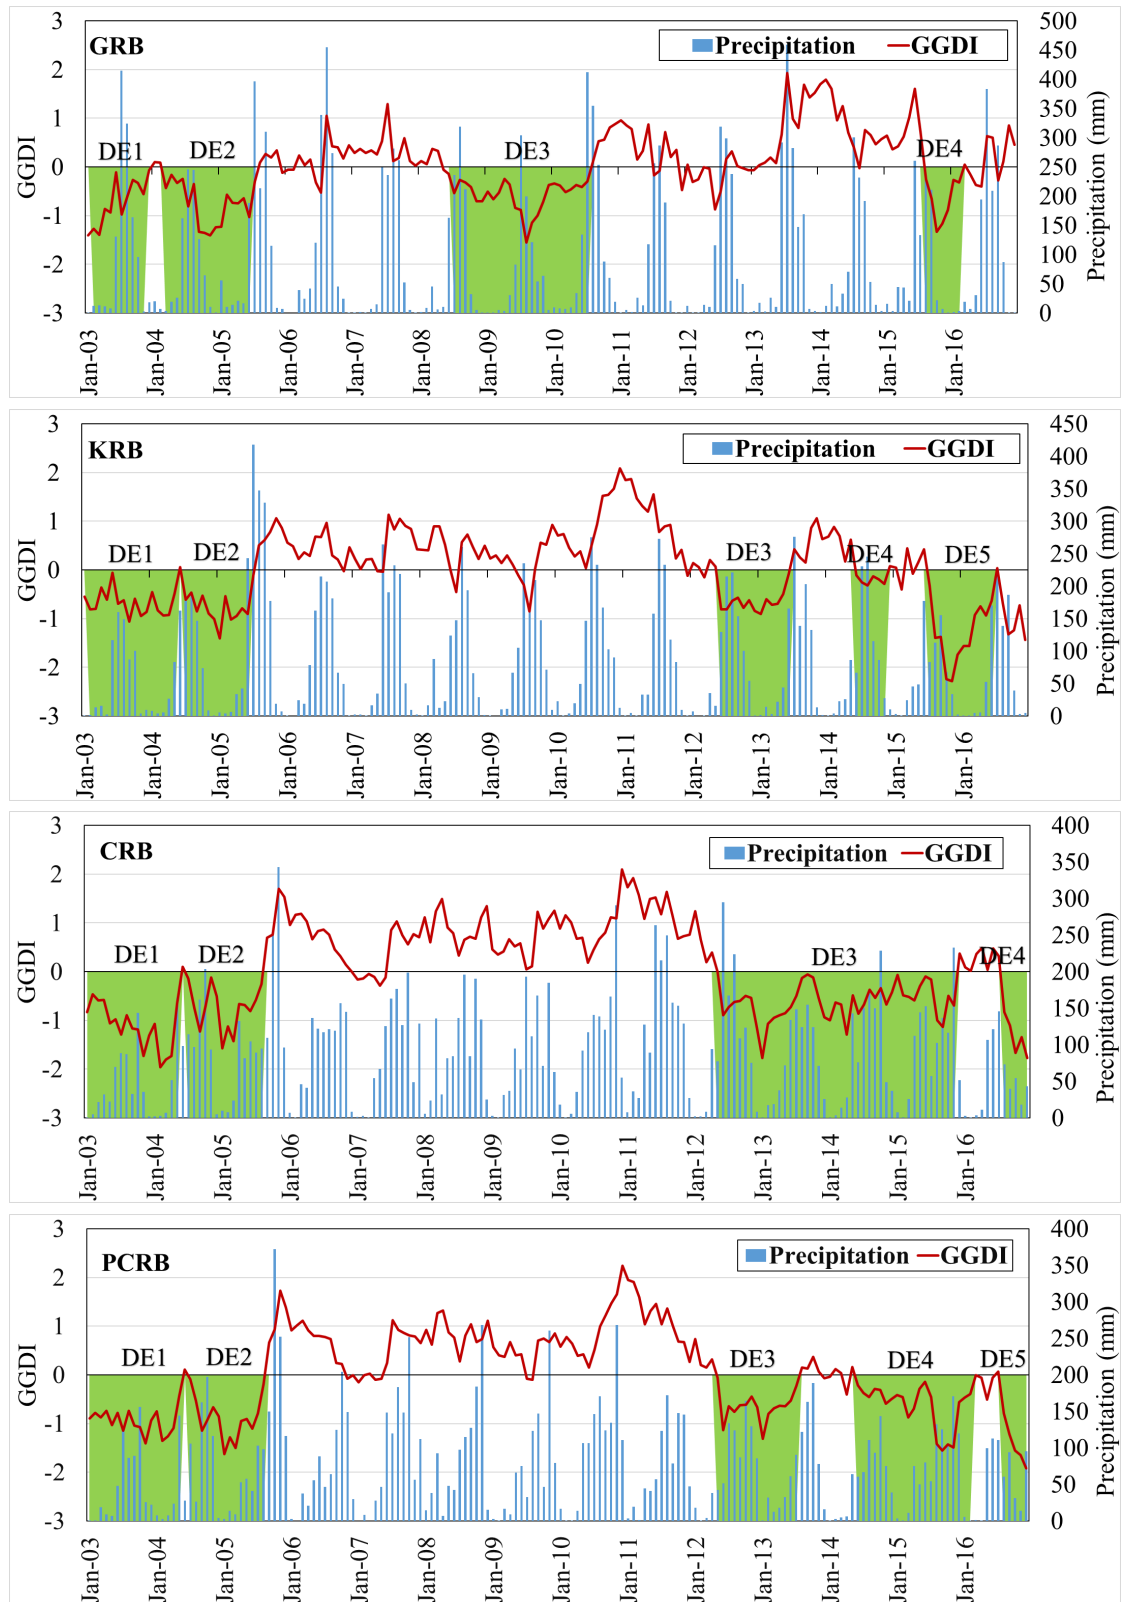 3 500
GRB Precipitation GGDI 450
2 400
350
1 300
DE1 DE2 DE3 DE4
0 250
200
-1 150
-2 100
50
-3 0
GGDI
Precipitation (mm)
Jan-03 Jan-04 Jan-05 Jan-06 Jan-07 Jan-08 Jan-09 Jan-10 Jan-11 Jan-12 Jan-13 Jan-14 Jan-15 Jan-16
3 450
KRB Precipitation GGDI 400
2 350
1 300
DE1 DE2 DE3 DE4 DE5 250
0 200
-1 150
-2 100
50
-3 0
GGDI
Precipitation (mm)
Jan-03 Jan-04 Jan-05 Jan-06 Jan-07 Jan-08 Jan-09 Jan-10 Jan-11 Jan-12 Jan-13 Jan-14 Jan-15 Jan-16
3 400
CRB Precipitation GGDI 350
2 300
1 250
DE1 DE2 DE3 DE4
0 200
-1 150
100
-2 50
-3 0
GGDI
Precipitation (mm)
Jan-03 Jan-04 Jan-05 Jan-06 Jan-07 Jan-08 Jan-09 Jan-10 Jan-11 Jan-12 Jan-13 Jan-14 Jan-15 Jan-16
3 400
PCRB Precipitation GGDI 350
2 300
1 250
DE1 DE2 DE3 DE4 DE5
0 200
-1 150
100
-2 50
-3 0
GGDI
Precipitation (mm)
Jan-03 Jan-04 Jan-05 Jan-06 Jan-07 Jan-08 Jan-09 Jan-10 Jan-11 Jan-12 Jan-13 Jan-14 Jan-15 Jan-16